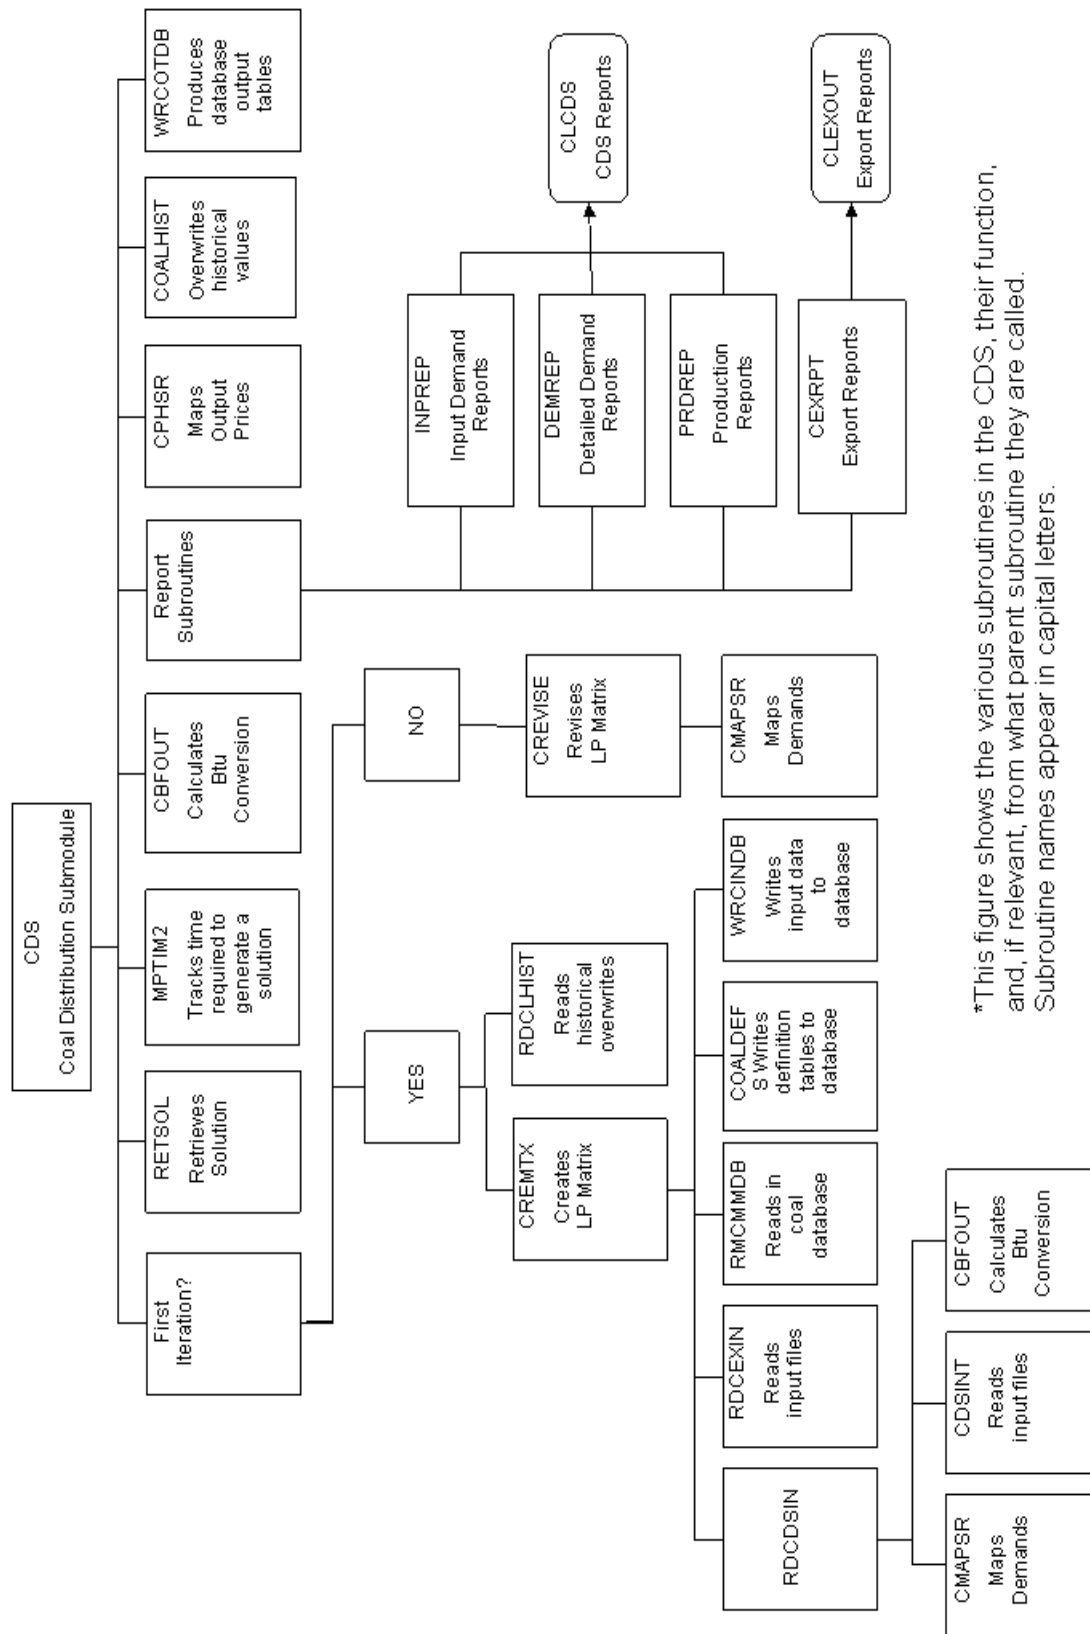 CDS
Coal Distribution Submodule
First
Iteration?
RETSOL
Retrieves
Solution
MPTIM2
Tracks time
required to
generate a
solution
CBFOUT
Calculates
Btu
Conversion
Report
Subroutines
CPHSR
Maps
Output
Prices
COALHIST
Overwrites
historical
values
WRCOTDB
Produces
database
output
tables
YES
NO
INPREP
Input Demand
Reports
DEMREP
Detailed Demand
Reports
PRDREP
Production
Reports
CEXRPT
Export Reports
CLCDS
CDS Reports
CLEXOUT
Export Reports
CREMTX
Creates
LP Matrix
RDCLHIST
Reads
historical
overwrites
CREVISE
Revises
LP Matrix
CMAPSR
Maps
Demands
RDCDSIN
RDCEXIN
Reads
input files
RMCMMDB
Reads in
coal
database
COALDEF
S Writes
definition
tables to
database
WRCINDB
Writes
input data
to
database
CMAPSR
Maps
Demands
CDSINT
Reads
input files
CBFOUT
Calculates
Btu
Conversion
*This figure shows the various subroutines in the CDS, their function,
and, if relevant, from what parent subroutine they are called.
Subroutine names appear in capital letters.